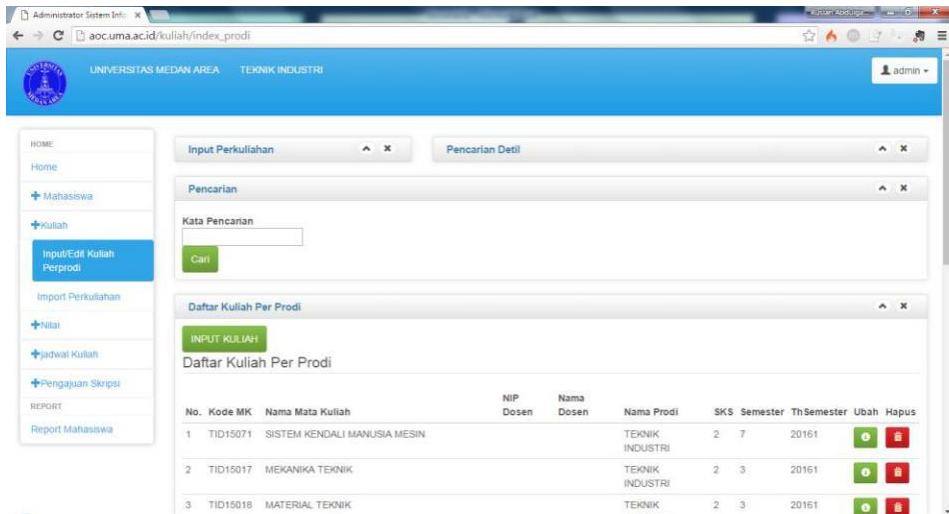 Administrator Sistem Info
aoc.uma.ac.id/kuliah/index_prodi
UNIVERSITAS MEDAN AREA TEKNIK INDUSTRI
admin
HOME
Home
Mahasiswa
Kuliah
Input/Edit Kuliah
Perprodi
Import Perkuliahan
Nilai
jadwal Kuliah
Pengajuan Skripsi
REPORT
Report Mahasiswa
Input Perkuliahan
Pencarian Detil
Pencarian
Kata Pencarian
Cari
Daftar Kuliah Per Prodi
INPUT KULIAH
Daftar Kuliah Per Prodi
No. Kode MK Nama Mata Kuliah NIP Dosen Nama Dosen Nama Prodi SKS Semester ThSemester Ubah Hapus
1 TID15071 SISTEM KENDALI MANUSIA MESIN TEKNIK INDUSTRI 2 7 20161
2 TID15017 MEKANIKA TEKNIK TEKNIK INDUSTRI 2 3 20161
3 TID15018 MATERIAL TEKNIK TEKNIK 2 3 20161